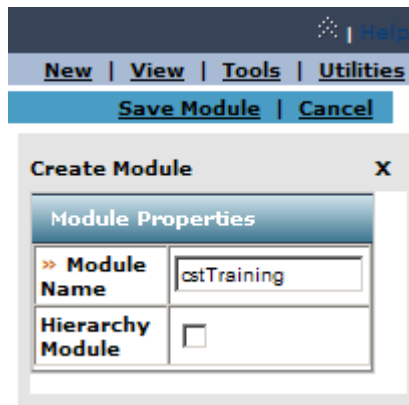 | Help
New | View | Tools | Utilities
Save Module | Cancel
Create Module X
Module Properties
» Module Name
cstTraining
Hierarchy Module